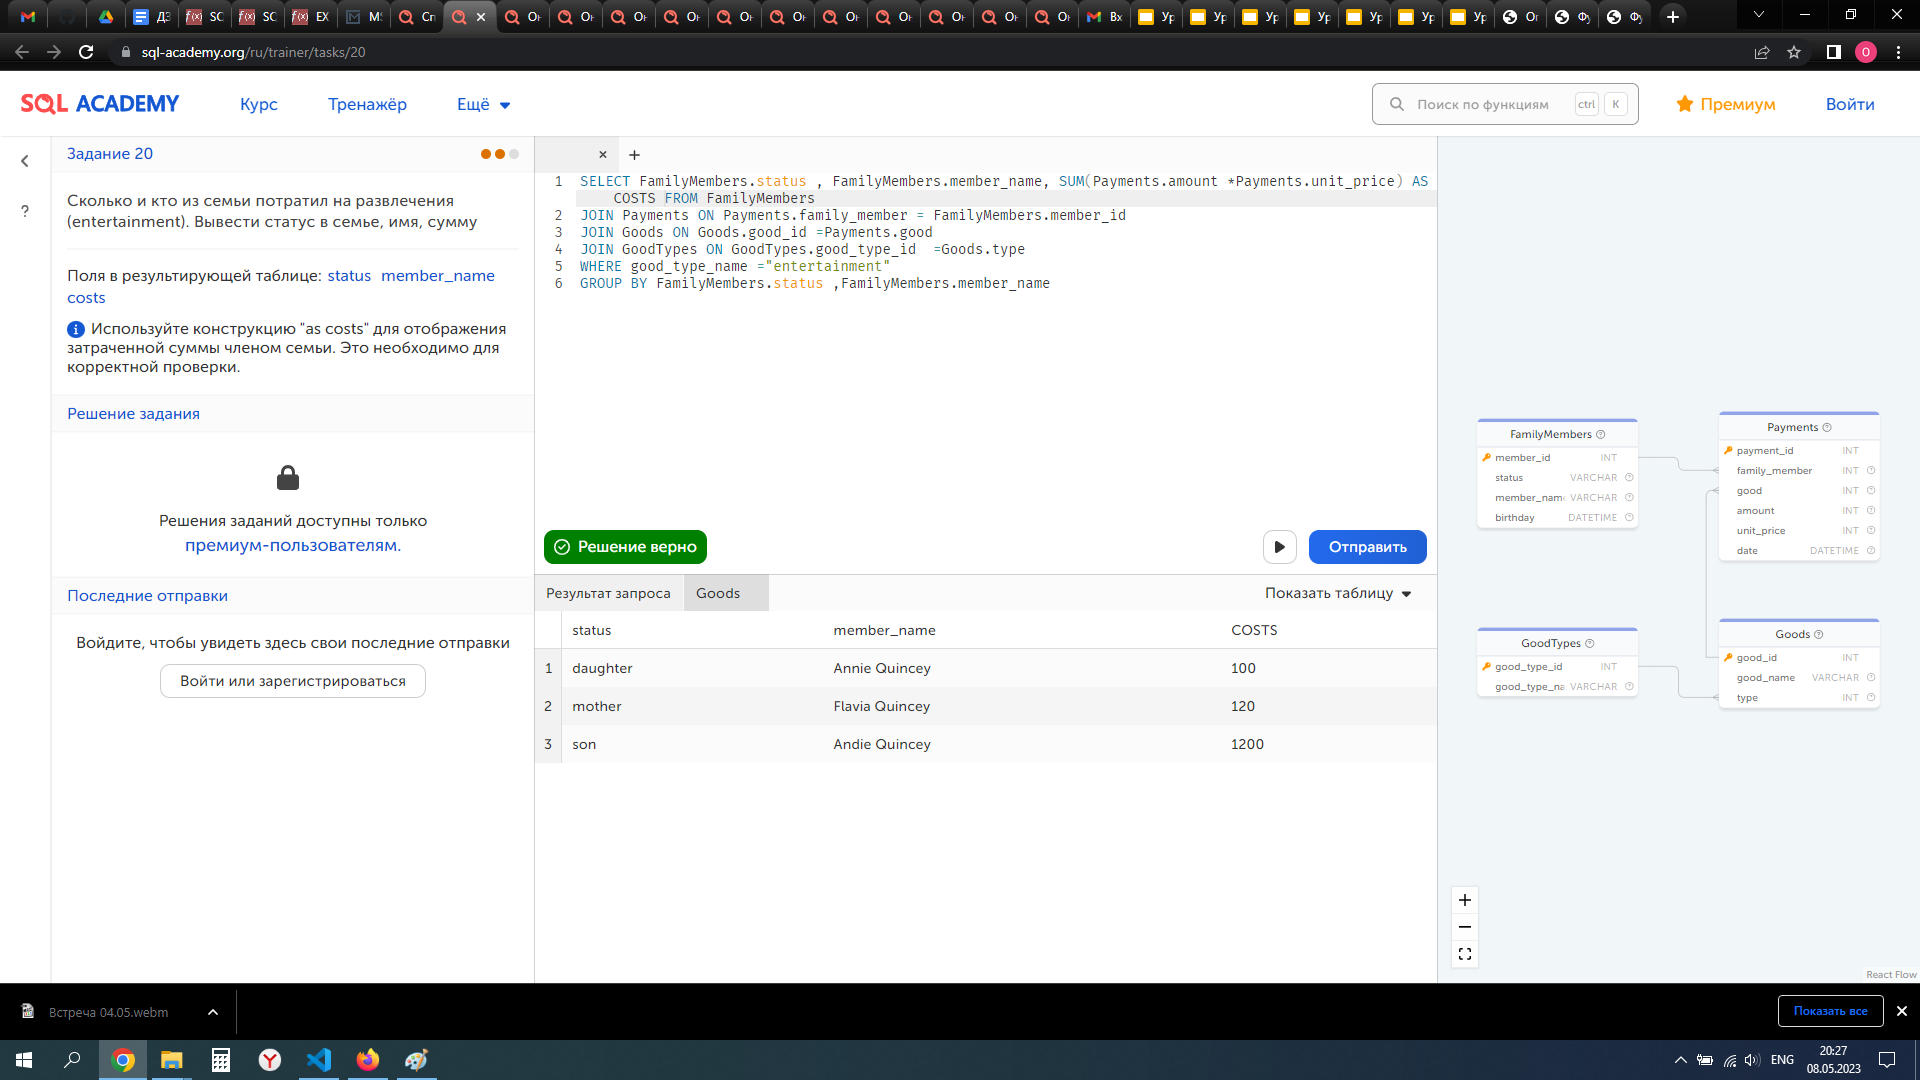 ДЗ
SC
SC
EX
MS
Сп
Вх
sql-academy.org/ru/trainer/tasks/20
O
SQL ACADEMY
Курс
Тренажёр
Ещё
Поиск по функциям
ctrl
K
Премиум
Войти
Задание 20
Сколько и кто из семьи потратил на развлечения
(entertainment). Вывести статус в семье, имя, сумму
Поля в результирующей таблице: status member_name
costs
Используйте конструкцию "as costs" для отображения
затраченной суммы членом семьи. Это необходимо для
корректной проверки.
Решение задания
Решения заданий доступны только
премиум-пользователям.
Последние отправки
Войдите, чтобы увидеть здесь свои последние отправки
Войти или зарегистрироваться
1 SELECT FamilyMembers.status , FamilyMembers.member_name, SUM(Payments.amount *Payments.unit_price) AS
COSTS FROM FamilyMembers
2 JOIN Payments ON Payments.family_member = FamilyMembers.member_id
3 JOIN Goods ON Goods.good_id =Payments.good
4 JOIN GoodTypes ON GoodTypes.good_type_id  =Goods.type
5 WHERE good_type_name ="entertainment"
6 GROUP BY FamilyMembers.status ,FamilyMembers.member_name
Решение верно
Отправить
Результат запроса
Goods
Показать таблицу
status member_name COSTS
1 daughter Annie Quincey 100
2 mother Flavia Quincey 120
3 son Andie Quincey 1200
FamilyMembers
member_id INT
status VARCHAR
member_name VARCHAR
birthday DATETIME
Payments
payment_id INT
family_member INT
good INT
amount INT
unit_price INT
date DATETIME
GoodTypes
good_type_id INT
good_type_na VARCHAR
Goods
good_id INT
good_name VARCHAR
type INT
React Flow
Встреча 04.05.webm
Показать все
ENG
20:27
08.05.2023